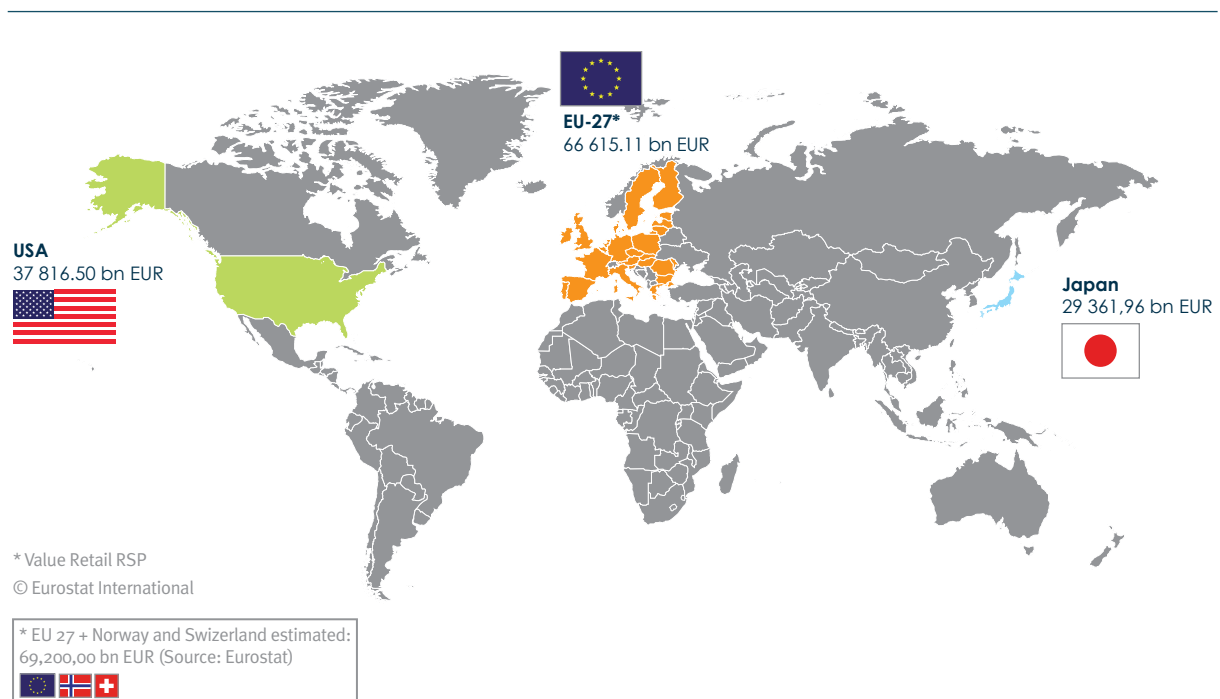 EU-27*
66 615.11 bn EUR
USA
37 816.50 bn EUR
Japan
29 361,96 bn EUR
* Value Retail RSP
© Eurostat International
* EU 27 + Norway and Swizerland estimated:
69,200,00 bn EUR (Source: Eurostat)